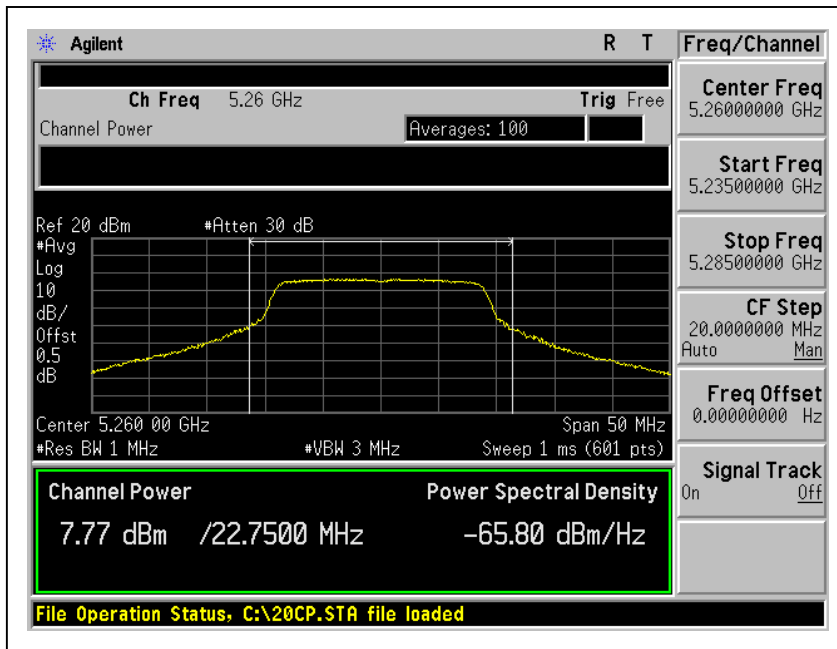 Agilent R T Freq/Channel
Ch Freq 5.26 GHz Trig Free
Channel Power Averages: 100
Center Freq
5.26000000 GHz
Start Freq
5.23500000 GHz
Stop Freq
5.28500000 GHz
CF Step
20.0000000 MHz
Auto Man
Freq Offset
0.00000000 Hz
Signal Track
On Off
Ref 20 dBm #Atten 30 dB
#Avg
Log
10
dB/
Offst
0.5
dB
Center 5.260 00 GHz Span 50 MHz
#Res BW 1 MHz #VBW 3 MHz Sweep 1 ms (601 pts)
Channel Power Power Spectral Density
7.77 dBm /22.7500 MHz -65.80 dBm/Hz
File Operation Status, C:\20CP.STA file loaded